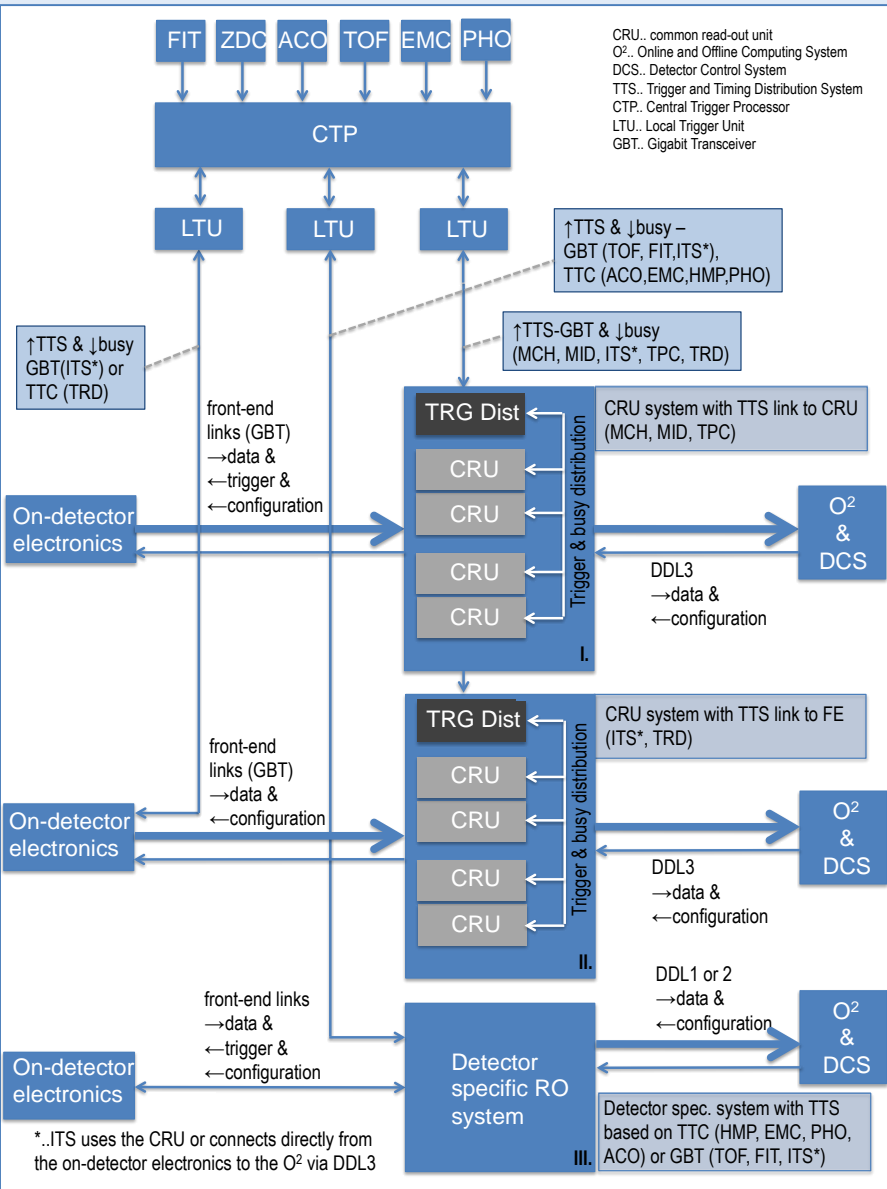 FIT ZDC ACO TOF EMC PHO
CRU.. common read-out unit
O².. Online and Offline Computing System
DCS.. Detector Control System
TTS.. Trigger and Timing Distribution System
CTP.. Central Trigger Processor
LTU.. Local Trigger Unit
GBT.. Gigabit Transceiver
CTP
LTU
LTU
LTU
↑TTS & ↓busy –
GBT (TOF, FIT,ITS*),
TTC (ACO,EMC,HMP,PHO)
↑TTS & ↓busy
GBT(ITS*) or
TTC (TRD)
↑TTS-GBT & ↓busy
(MCH, MID, ITS*, TPC, TRD)
front-end
links (GBT)
→data &
←trigger &
←configuration
On-detector
electronics
TRG Dist
CRU
CRU
CRU
CRU
Trigger & busy distribution
I.
CRU system with TTS link to CRU
(MCH, MID, TPC)
O²
&
DCS
DDL3
→data &
←configuration
front-end
links (GBT)
→data &
←configuration
On-detector
electronics
TRG Dist
CRU
CRU
CRU
CRU
Trigger & busy distribution
II.
CRU system with TTS link to FE
(ITS*, TRD)
O²
&
DCS
DDL3
→data &
←configuration
front-end links
→data &
←trigger &
←configuration
On-detector
electronics
Detector
specific RO
system
III.
DDL1 or 2
→data &
←configuration
O²
&
DCS
Detector spec. system with TTS
based on TTC (HMP, EMC, PHO,
ACO) or GBT (TOF, FIT, ITS*)
*..ITS uses the CRU or connects directly from
the on-detector electronics to the O² via DDL3